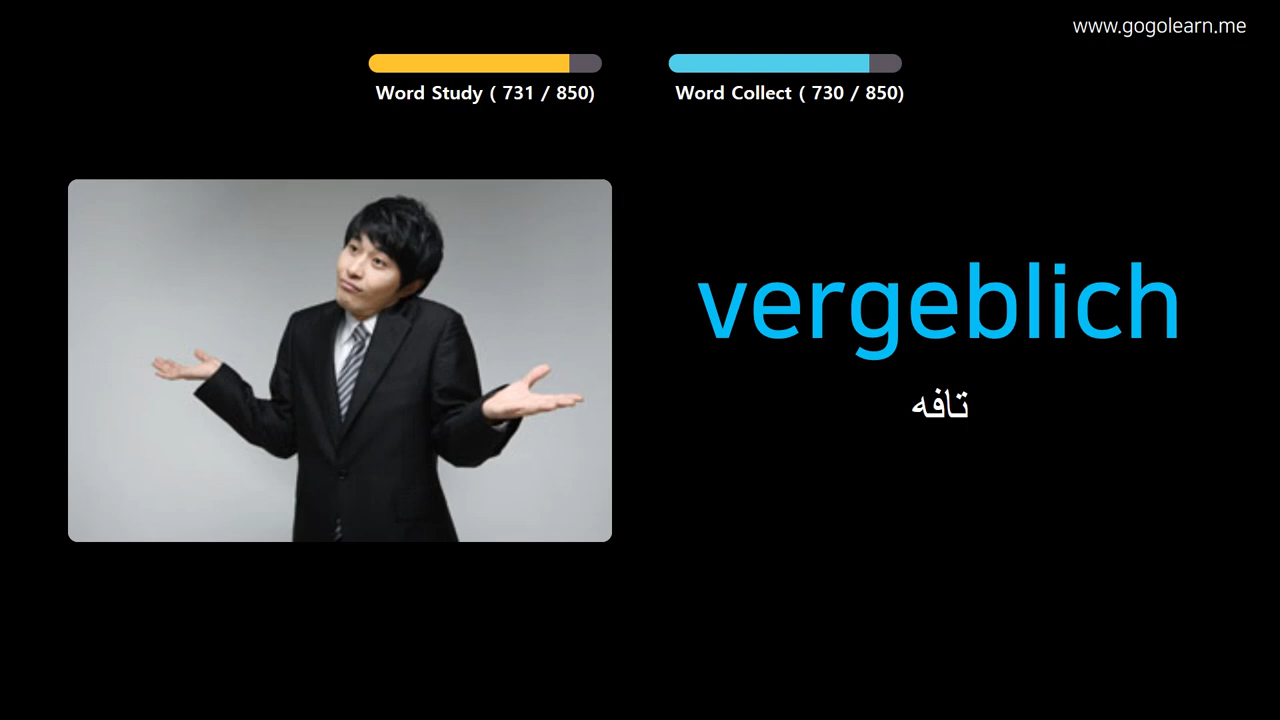 www.gogolearn.me
Word Study ( 731 / 850)
Word Collect ( 730 / 850)
vergeblich
تافه